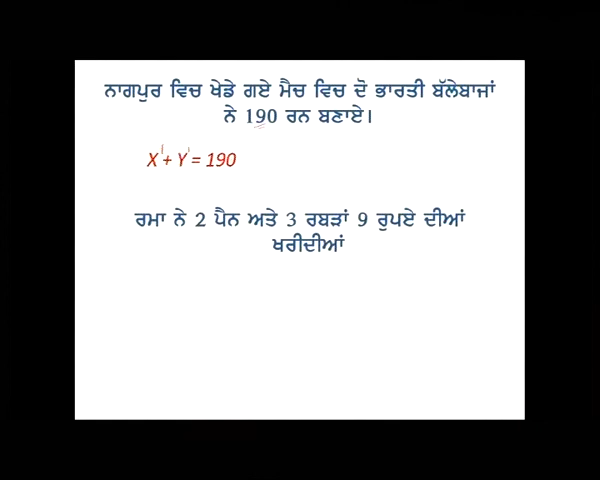 ਨਾਗਪੁਰ ਵਿਚ ਖੇਡੇ ਗਏ ਮੈਚ ਵਿਚ ਦੋ ਭਾਰਤੀ ਬੱਲੇਬਾਜਾਂ
ਨੇ 190 ਰਨ ਬਣਾਏ।
X + Y = 190
ਰਮਾ ਨੇ 2 ਪੈਨ ਅਤੇ 3 ਰਬੜਾਂ 9 ਰੁਪਏ ਦੀਆਂ
ਖਰੀਦੀਆਂ